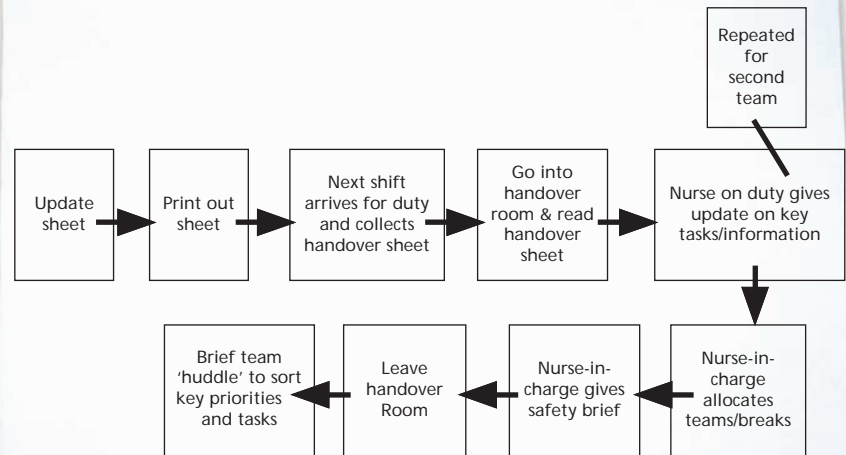 Repeated
for
second
team
Update
sheet
Print out
sheet
Next shift
arrives for duty
and collects
handover sheet
Go into
handover
room & read
handover
sheet
Nurse on duty gives
update on key
tasks/information
Nurse-in-
charge
allocates
teams/breaks
Nurse-in-
charge gives
safety brief
Leave
handover
Room
Brief team
'huddle' to sort
key priorities
and tasks